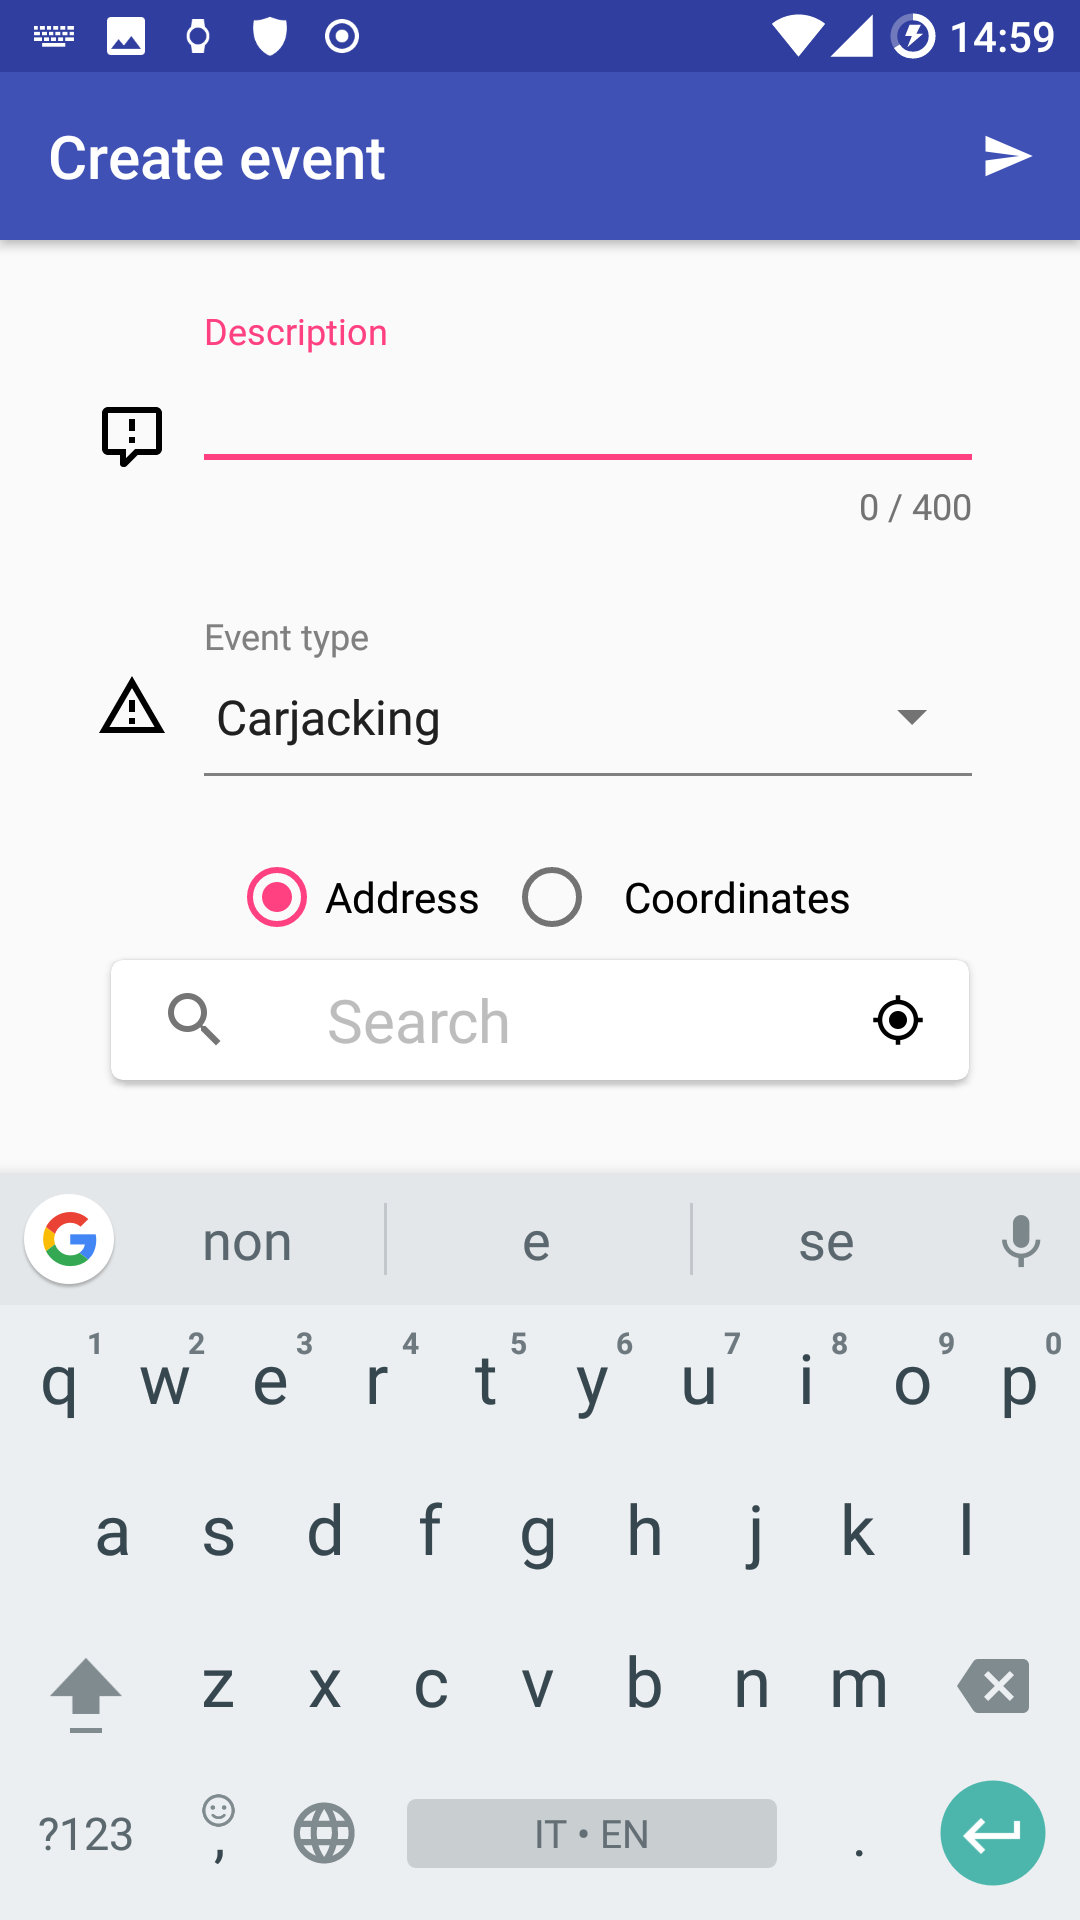 14:59
Create event
Description
0 / 400
Event type
Carjacking
Address Coordinates
Search
non e se
1 2 3 4 5 6 7 8 9 0
q w e r t y u i o p
a s d f g h j k l
z x c v b n m
?123 , IT • EN .